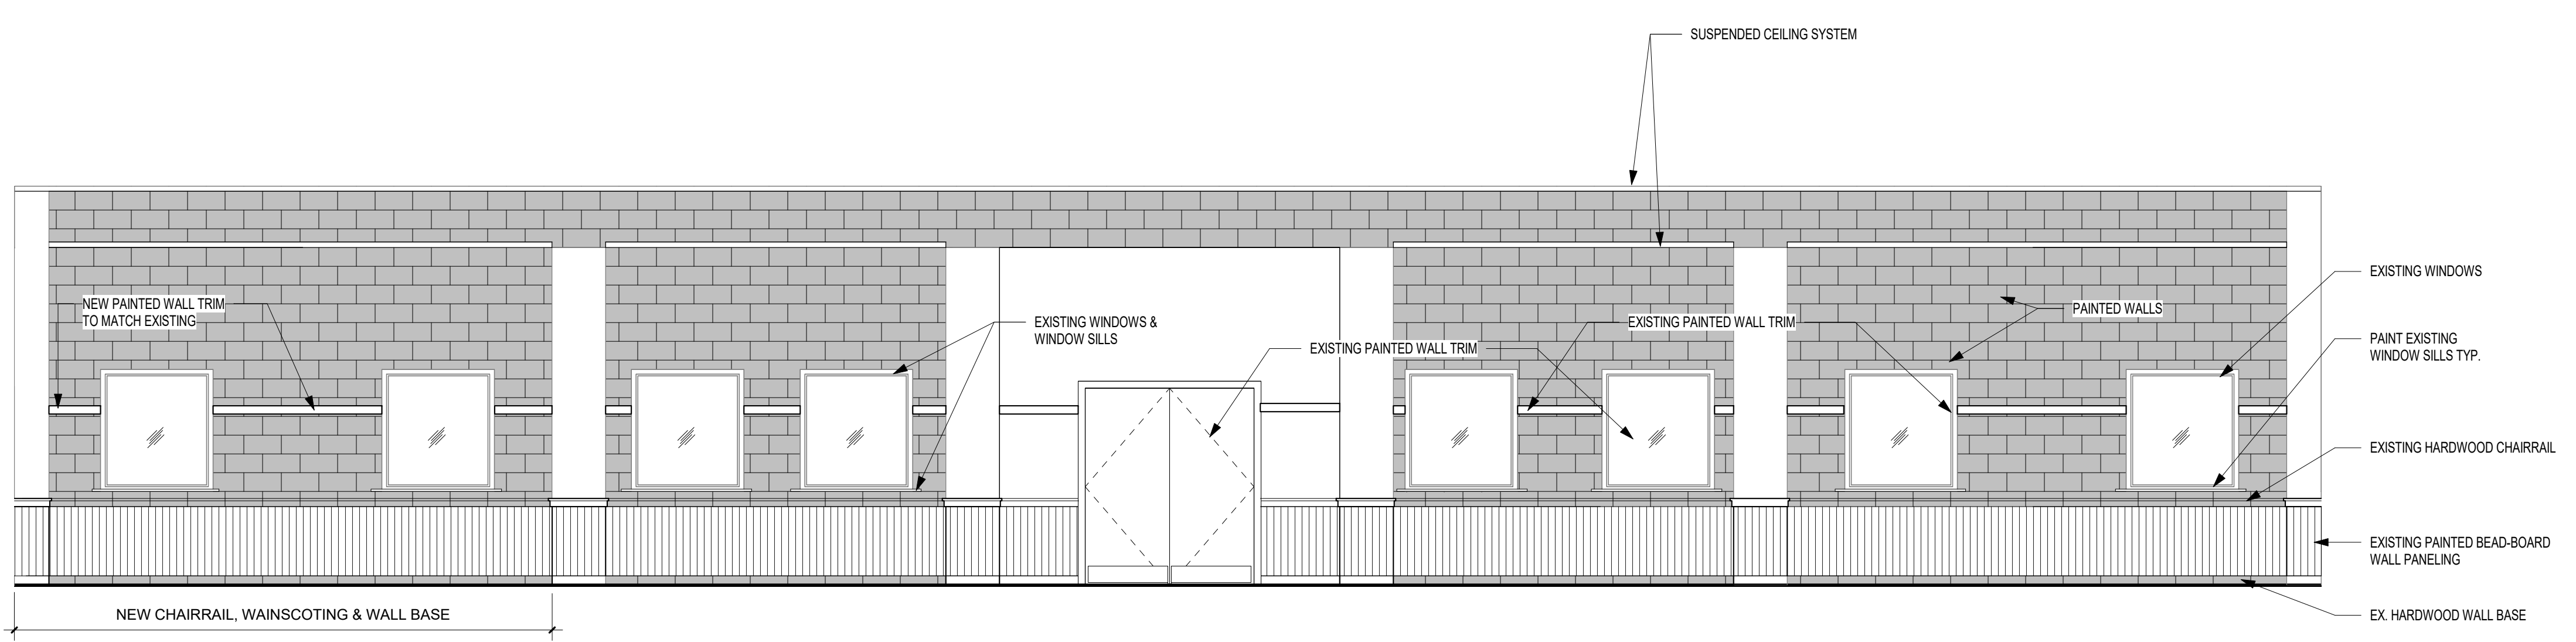 SUSPENDED CEILING SYSTEM
EXISTING WINDOWS
NEW PAINTED WALL TRIM
TO MATCH EXISTING
EXISTING WINDOWS &
WINDOW SILLS
EXISTING PAINTED WALL TRIM
EXISTING PAINTED WALL TRIM
PAINTED WALLS
PAINT EXISTING
WINDOW SILLS TYP.
EXISTING HARDWOOD CHAIRRAIL
EXISTING PAINTED BEAD-BOARD
WALL PANELING
NEW CHAIRRAIL, WAINSCOTING & WALL BASE
EX. HARDWOOD WALL BASE